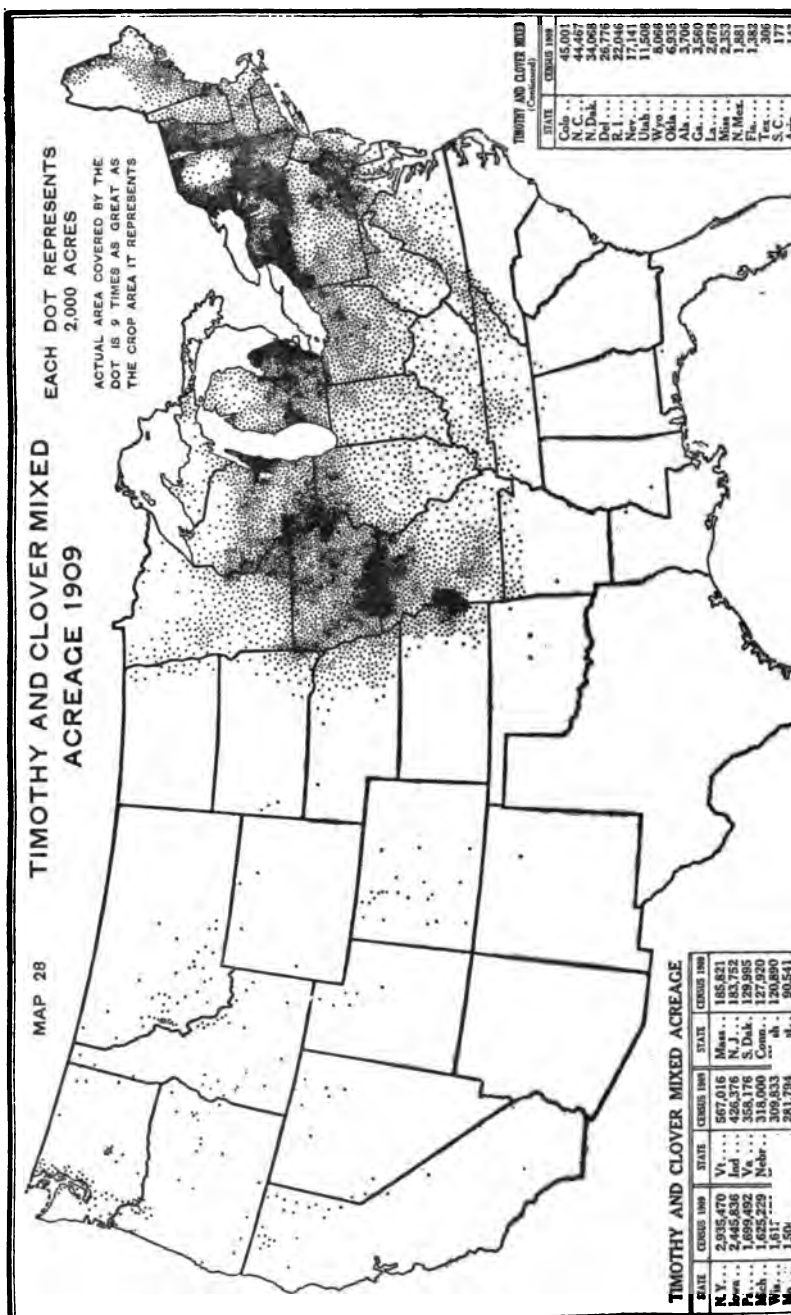 MAP 28
TIMOTHY AND CLOVER MIXED
ACREAGE 1909
EACH DOT REPRESENTS
2,000 ACRES
ACTUAL AREA COVERED BY THE
DOT IS 9 TIMES AS GREAT AS
THE CROP AREA IT REPRESENTS
TIMOTHY AND CLOVER MIXED ACREAGE
STATE CENSUS 1909 STATE CENSUS 1909 STATE CENSUS 1909
N. Y. . 2,935,470 Vt. ... 567,016 Mass . . 185,821
Iowa . . 2,445,836 Ind .... 426,376 N. J. ... 183,752
Pa. ... 1,699,492 Va .... 358,176 S. Dak. . 129,995
Mich . . 1,625,229 Nebr. . . 318,000 Conn. . . 127,920
Wis. 309,833 120,890
281,794 90,541
TIMOTHY AND CLOVER MIXED
(Continued)
STATE CENSUS 1909
Colo . . 45,001
N. C. . . 44,467
N. Dak. 34,068
Del . . . 26,776
R. I. . . . 22,046
Nev. . . . 17,141
Utah. . . 11,508
Wyo . . 8,068
Okla . . 6,935
Ala. . . . 3,706
Ga. . . . 3,560
La. . . . 2,678
Miss . . 2,353
N. Mex. 1,881
Fla. . . . 1,382
Tex . . . 306
S. C. . . 177